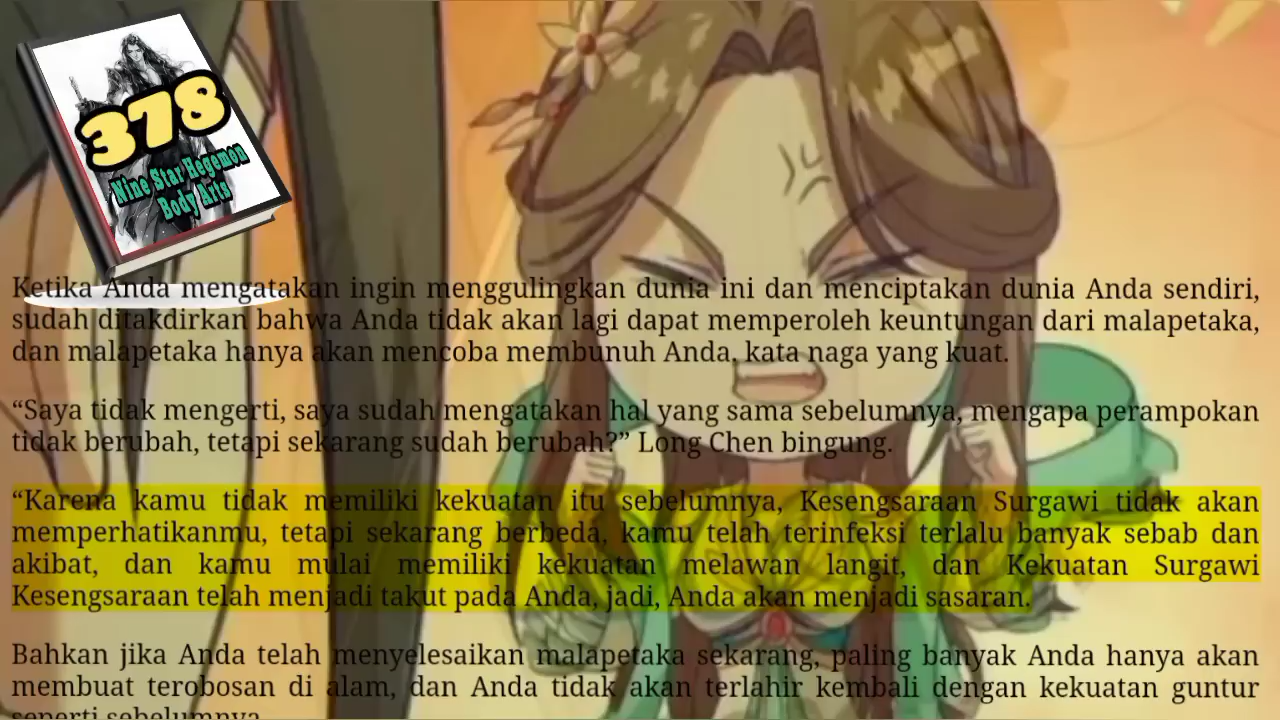 378
Nine Star Hegemon
Body Arts
Ketika Anda mengatakan ingin menggulingkan dunia ini dan menciptakan dunia Anda sendiri,
sudah ditakdirkan bahwa Anda tidak akan lagi dapat memperoleh keuntungan dari malapetaka,
dan malapetaka hanya akan mencoba membunuh Anda, kata naga yang kuat.
“Saya tidak mengerti, saya sudah mengatakan hal yang sama sebelumnya, mengapa perampokan
tidak berubah, tetapi sekarang sudah berubah?” Long Chen bingung.
“Karena kamu tidak memiliki kekuatan itu sebelumnya, Kesengsaraan Surgawi tidak akan
memperhatikanmu, tetapi sekarang berbeda, kamu telah terinfeksi terlalu banyak sebab dan
akibat, dan kamu mulai memiliki kekuatan melawan langit, dan Kekuatan Surgawi
Kesengsaraan telah menjadi takut pada Anda, jadi, Anda akan menjadi sasaran.
Bahkan jika Anda telah menyelesaikan malapetaka sekarang, paling banyak Anda hanya akan
membuat terobosan di alam, dan Anda tidak akan terlahir kembali dengan kekuatan guntur
seperti sebelumnya